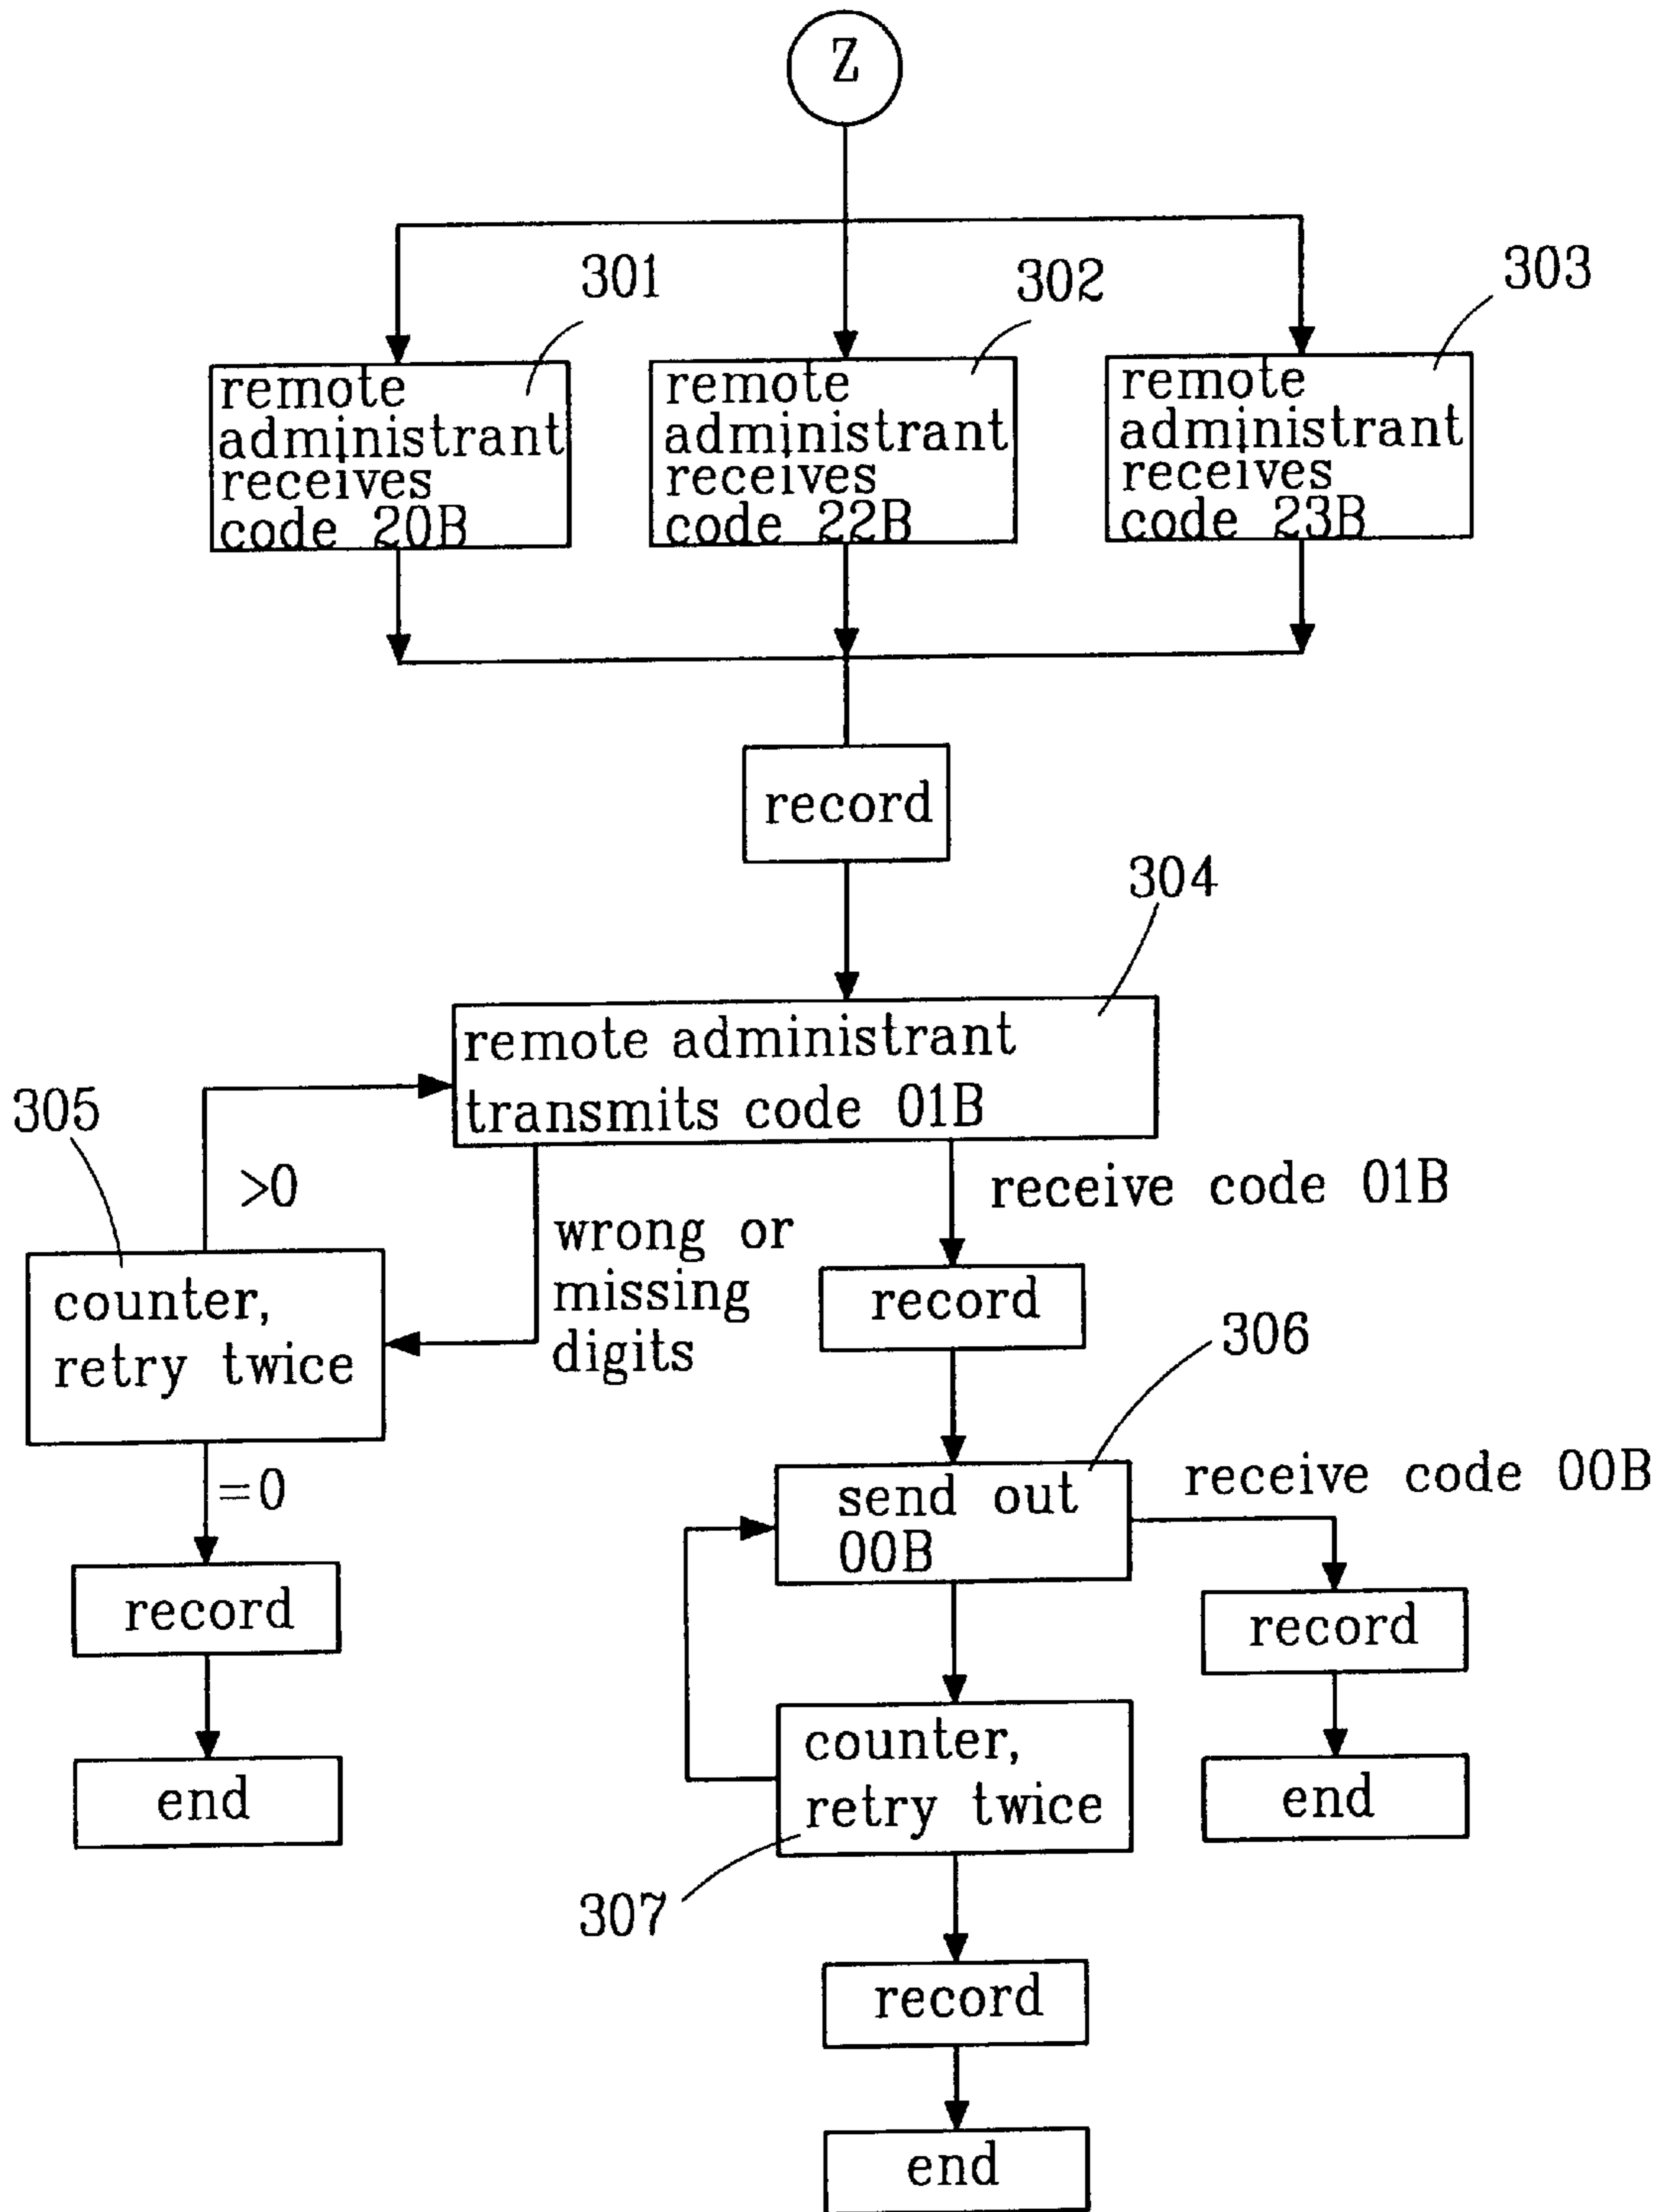 Z
301
302
303
remote
administrant
receives
code 20B
remote
administrant
receives
code 22B
remote
administrant
receives
code 23B
record
304
remote administrant
transmits code 01B
305
>0
wrong or
missing
digits
receive code 01B
counter,
retry twice
record
306
=0
send out
00B
receive code 00B
record
record
end
counter,
retry twice
end
307
record
end